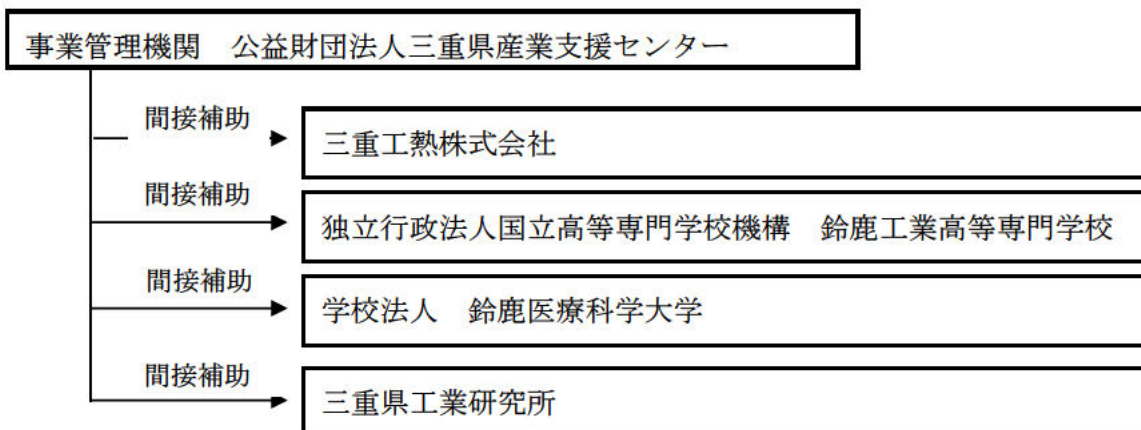 事業管理機関　公益財団法人三重県産業支援センター
間接補助
三重工熱株式会社
間接補助
独立行政法人国立高等専門学校機構　鈴鹿工業高等専門学校
間接補助
学校法人　鈴鹿医療科学大学
間接補助
三重県工業研究所